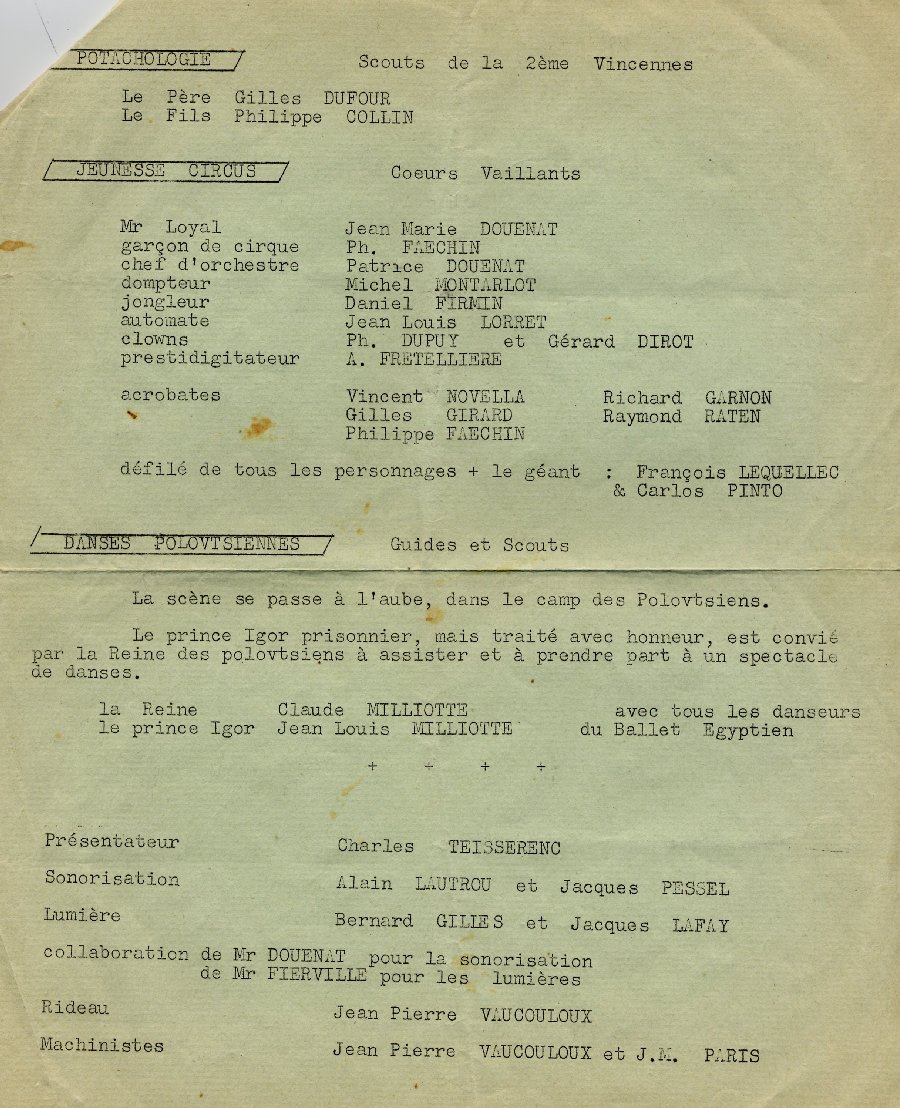 POTACHOLOGIE Scouts de la 2ème Vincennes
Le Père Gilles DUFOUR
Le Fils Philippe COLLIN
JEUNESSE CIRCUS Coeurs Vaillants
Mr Loyal Jean Marie DOUENAT
garçon de cirque Ph. FAECHIN
chef d'orchestre Patrice DOUENAT
dompteur Michel MONTARLOT
jongleur Daniel FIRMIN
automate Jean Louis LORRET
clowns Ph. DUPUY et Gérard DIROT
prestidigitateur A. FRETELLIERE
acrobates Vincent NOVELLA Richard GARNON
Gilles GIRARD Raymond RATEN
Philippe FAECHIN
défilé de tous les personnages + le géant : François LEQUELLEC
& Carlos PINTO
DANSES POLOVTSIENNES Guides et Scouts
La scène se passe à l'aube, dans le camp des Polovtsiens.
Le prince Igor prisonnier, mais traité avec honneur, est convié
par la Reine des polovtsiens à assister et à prendre part à un spectacle
de danses.
la Reine Claude MILLIOTTE avec tous les danseurs
le prince Igor Jean Louis MILLIOTTE du Ballet Egyptien
+ + + +
Présentateur Charles TEISSERENC
Sonorisation Alain LAUTROU et Jacques PESSEL
Lumière Bernard GILLES et Jacques LAFAY
collaboration de Mr DOUENAT pour la sonorisation
de Mr FIERVILLE pour les lumières
Rideau Jean Pierre VAUCOULOUX
Machinistes Jean Pierre VAUCOULOUX et J.M. PARIS